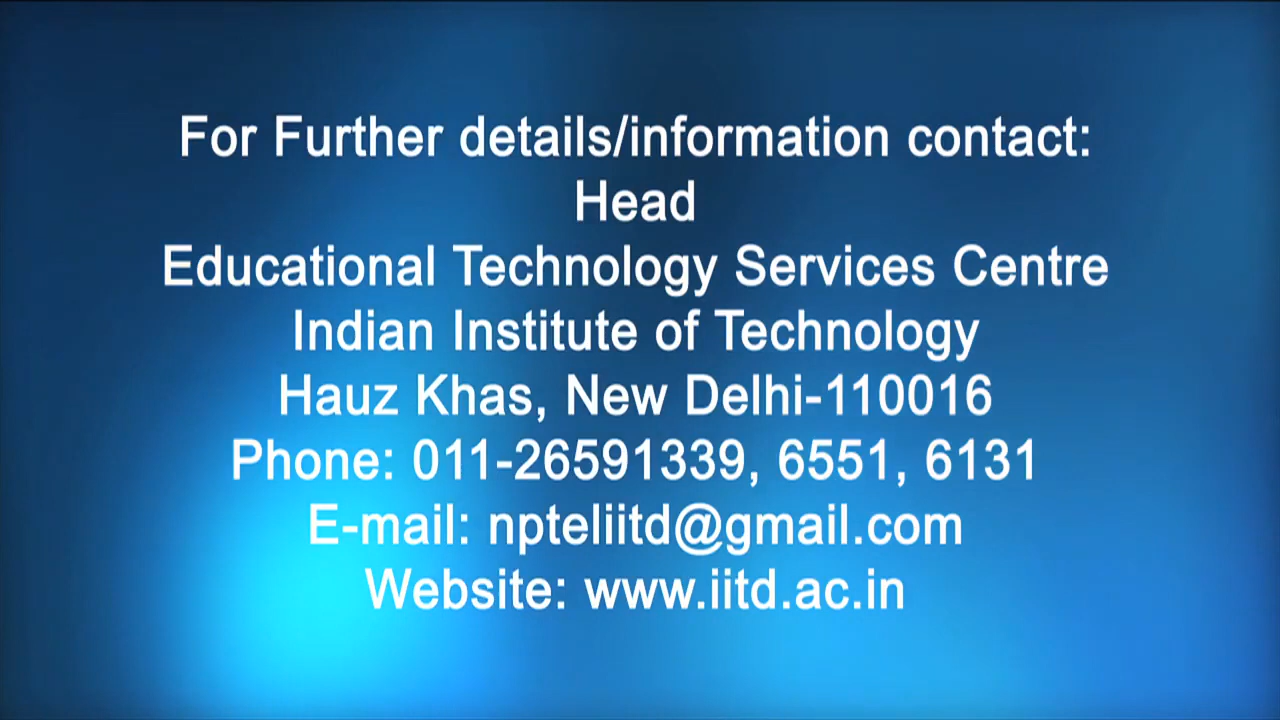 For Further details/information contact:
Head
Educational Technology Services Centre
Indian Institute of Technology
Hauz Khas, New Delhi-110016
Phone: 011-26591339, 6551, 6131
E-mail: npteliitd@gmail.com
Website: www.iitd.ac.in